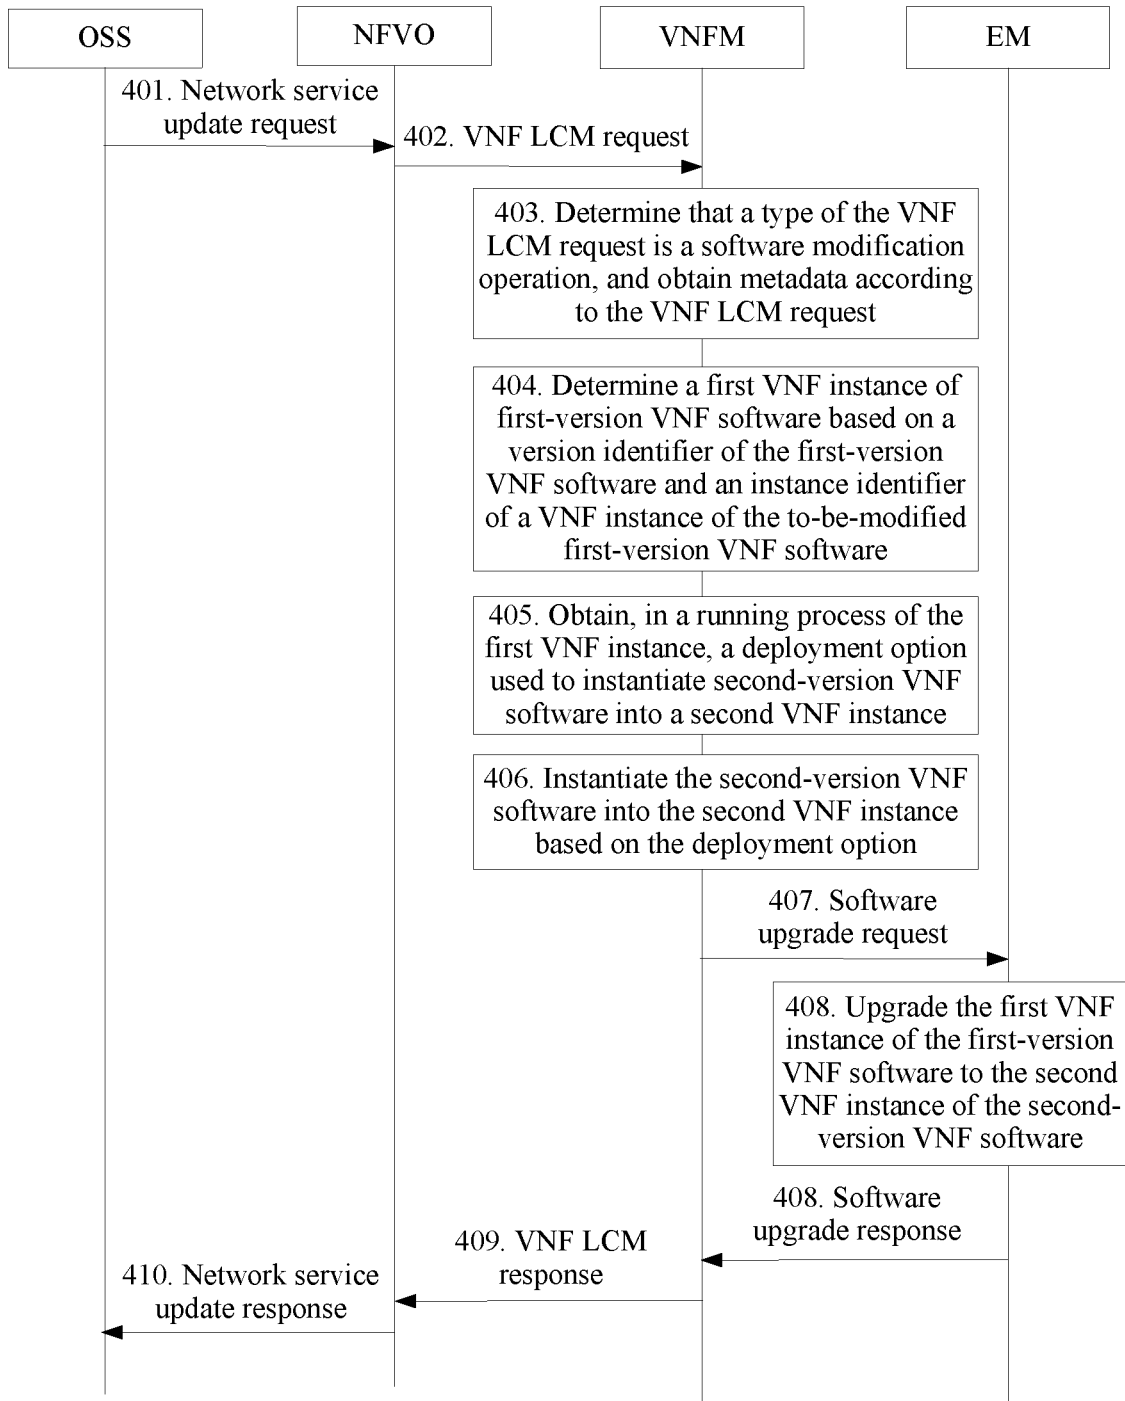 OSS
NFVO
VNFM
EM
401. Network service
update request
402. VNF LCM request
403. Determine that a type of the VNF
LCM request is a software modification
operation, and obtain metadata according
to the VNF LCM request
404. Determine a first VNF instance of
first-version VNF software based on a
version identifier of the first-version
VNF software and an instance identifier
of a VNF instance of the to-be-modified
first-version VNF software
405. Obtain, in a running process of the
first VNF instance, a deployment option
used to instantiate second-version VNF
software into a second VNF instance
406. Instantiate the second-version VNF
software into the second VNF instance
based on the deployment option
407. Software
upgrade request
408. Upgrade the first VNF
instance of the first-version
VNF software to the second
VNF instance of the second-
version VNF software
408. Software
upgrade response
409. VNF LCM
response
410. Network service
update response